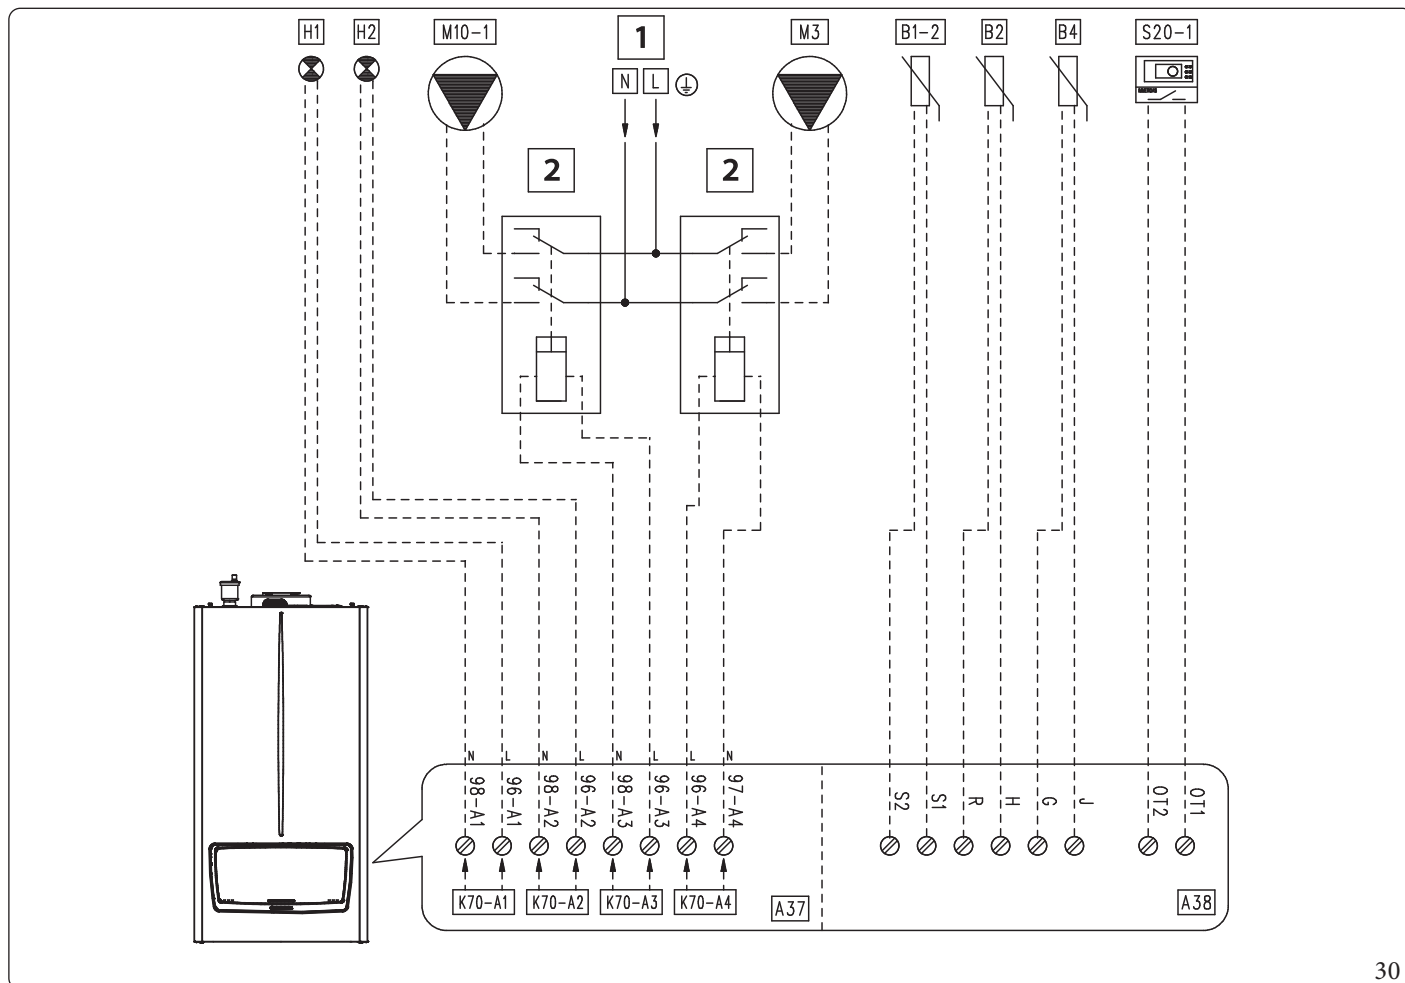 H1 H2 M10-1 1 M3 B1-2 B2 B4 S20-1
N L
2 2
N L N L N L L N
98-A1 96-A1 98-A2 96-A2 98-A3 96-A3 96-A4 97-A4 S2 S1 R H G J OT2 OT1
K70-A1 K70-A2 K70-A3 K70-A4 A37 A38
30